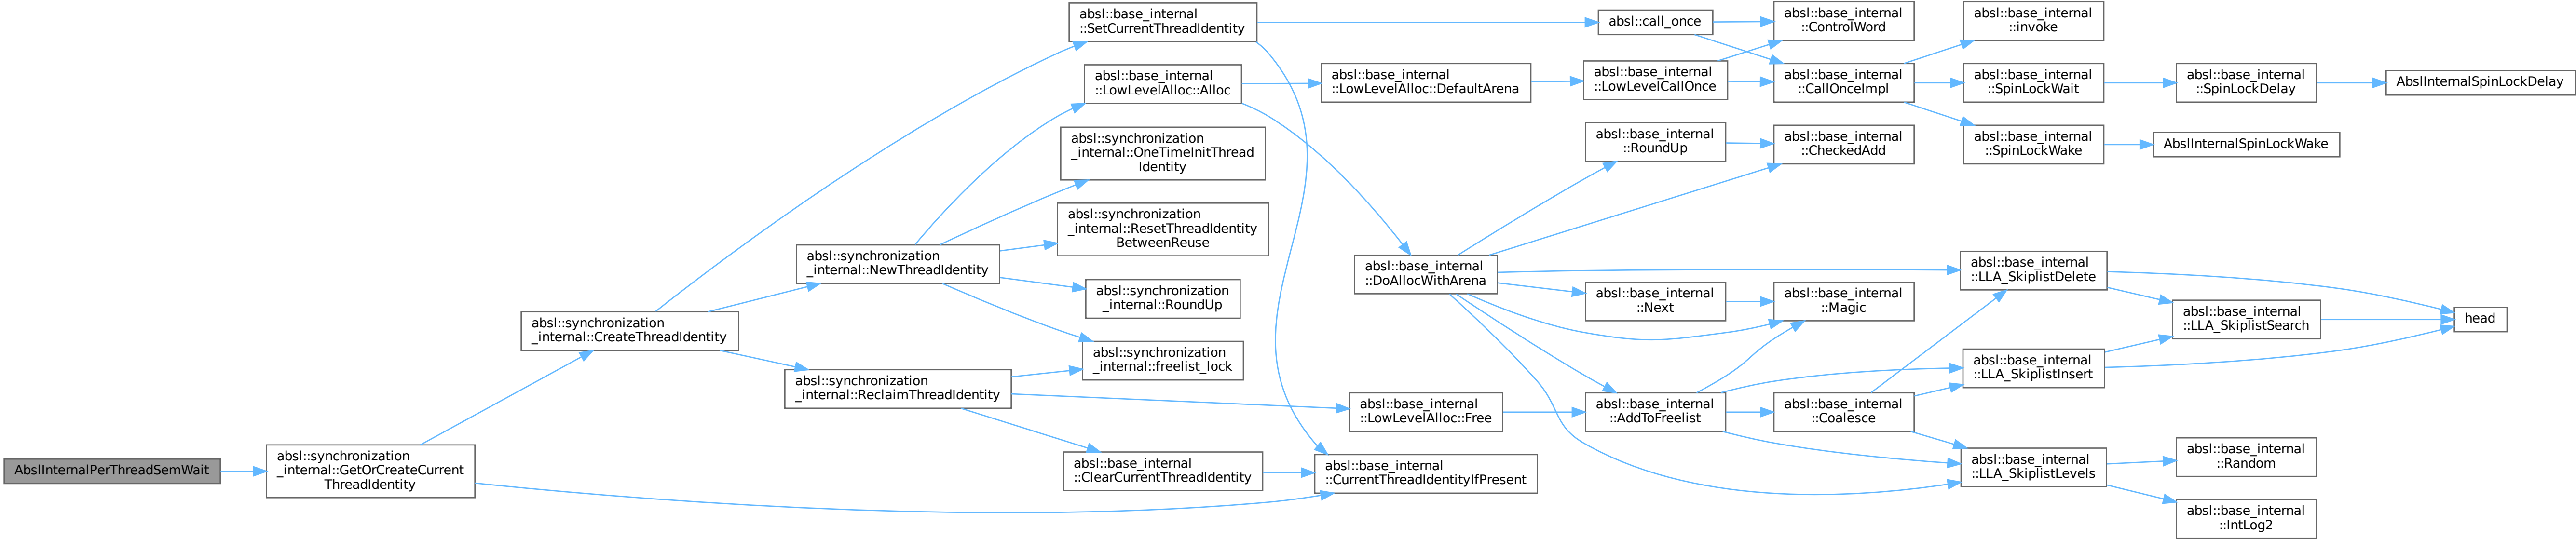 AbslInternalPerThreadSemWait
absl::synchronization
_internal::GetOrCreateCurrent
ThreadIdentity
absl::synchronization
_internal::CreateThreadIdentity
absl::base_internal
::SetCurrentThreadIdentity
absl::synchronization
_internal::NewThreadIdentity
absl::synchronization
_internal::ReclaimThreadIdentity
absl::base_internal
::LowLevelAlloc::Alloc
absl::synchronization
_internal::OneTimeInitThread
Identity
absl::synchronization
_internal::ResetThreadIdentity
BetweenReuse
absl::synchronization
_internal::RoundUp
absl::synchronization
_internal::freelist_lock
absl::base_internal
::ClearCurrentThreadIdentity
absl::base_internal
::LowLevelAlloc::DefaultArena
absl::base_internal
::DoAllocWithArena
absl::base_internal
::LowLevelAlloc::Free
absl::base_internal
::CurrentThreadIdentityIfPresent
absl::call_once
absl::base_internal
::LowLevelCallOnce
absl::base_internal
::RoundUp
absl::base_internal
::Next
absl::base_internal
::AddToFreelist
absl::base_internal
::ControlWord
absl::base_internal
::CallOnceImpl
absl::base_internal
::CheckedAdd
absl::base_internal
::Magic
absl::base_internal
::Coalesce
absl::base_internal
::invoke
absl::base_internal
::SpinLockWait
absl::base_internal
::SpinLockWake
absl::base_internal
::LLA_SkiplistDelete
absl::base_internal
::LLA_SkiplistInsert
absl::base_internal
::LLA_SkiplistLevels
absl::base_internal
::SpinLockDelay
AbslInternalSpinLockWake
absl::base_internal
::LLA_SkiplistSearch
absl::base_internal
::Random
absl::base_internal
::IntLog2
AbslInternalSpinLockDelay
head